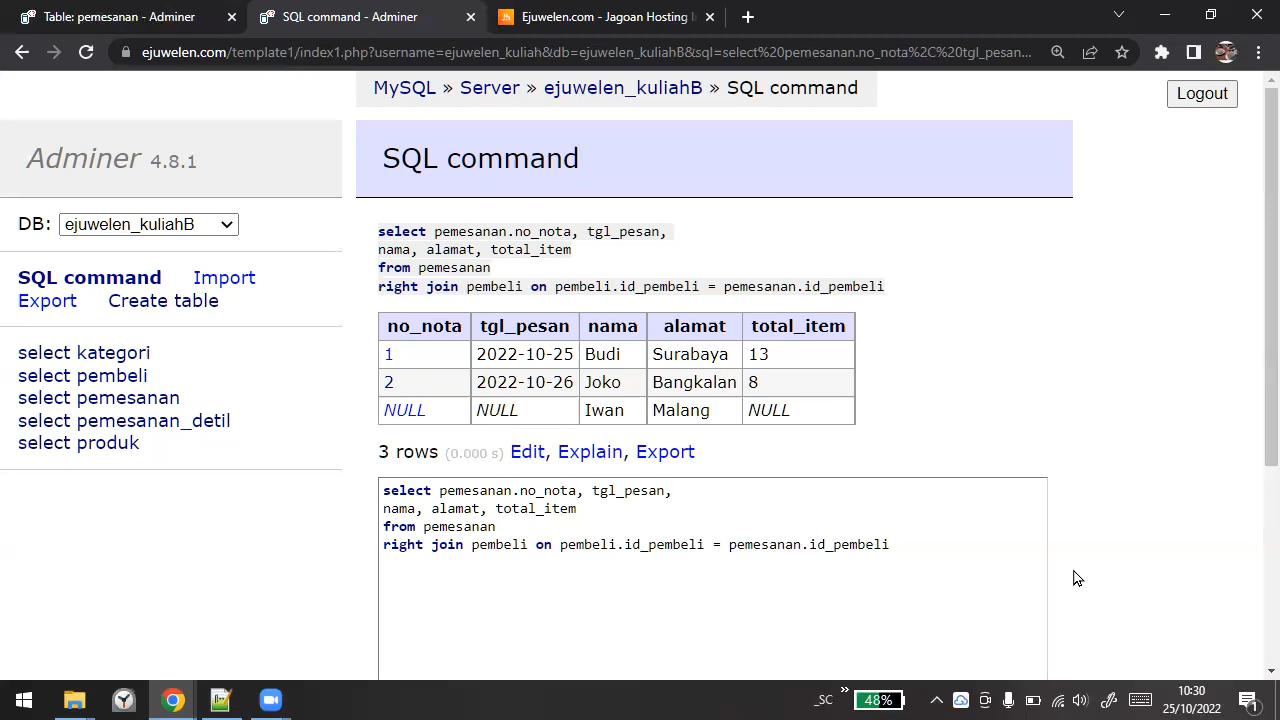 Table: pemesanan - Adminer
SQL command - Adminer
Ejuwelen.com - Jagoan Hosting I
ejuwelen.com/template1/index1.php?username=ejuwelen_kuliah&db=ejuwelen_kuliahB&sql=select%20pemesanan.no_nota%2C%20tgl_pesan...
MySQL » Server » ejuwelen_kuliahB » SQL command
Logout
Adminer 4.8.1
SQL command
DB: ejuwelen_kuliahB
SQL command Import
Export Create table
select kategori
select pembeli
select pemesanan
select pemesanan_detil
select produk
select pemesanan.no_nota, tgl_pesan,
nama, alamat, total_item
from pemesanan
right join pembeli on pembeli.id_pembeli = pemesanan.id_pembeli
no_nota tgl_pesan nama alamat total_item
1 2022-10-25 Budi Surabaya 13
2 2022-10-26 Joko Bangkalan 8
NULL NULL Iwan Malang NULL
3 rows (0.000 s) Edit, Explain, Export
select pemesanan.no_nota, tgl_pesan,
nama, alamat, total_item
from pemesanan
right join pembeli on pembeli.id_pembeli = pemesanan.id_pembeli
_SC
48%
10:30
25/10/2022
1